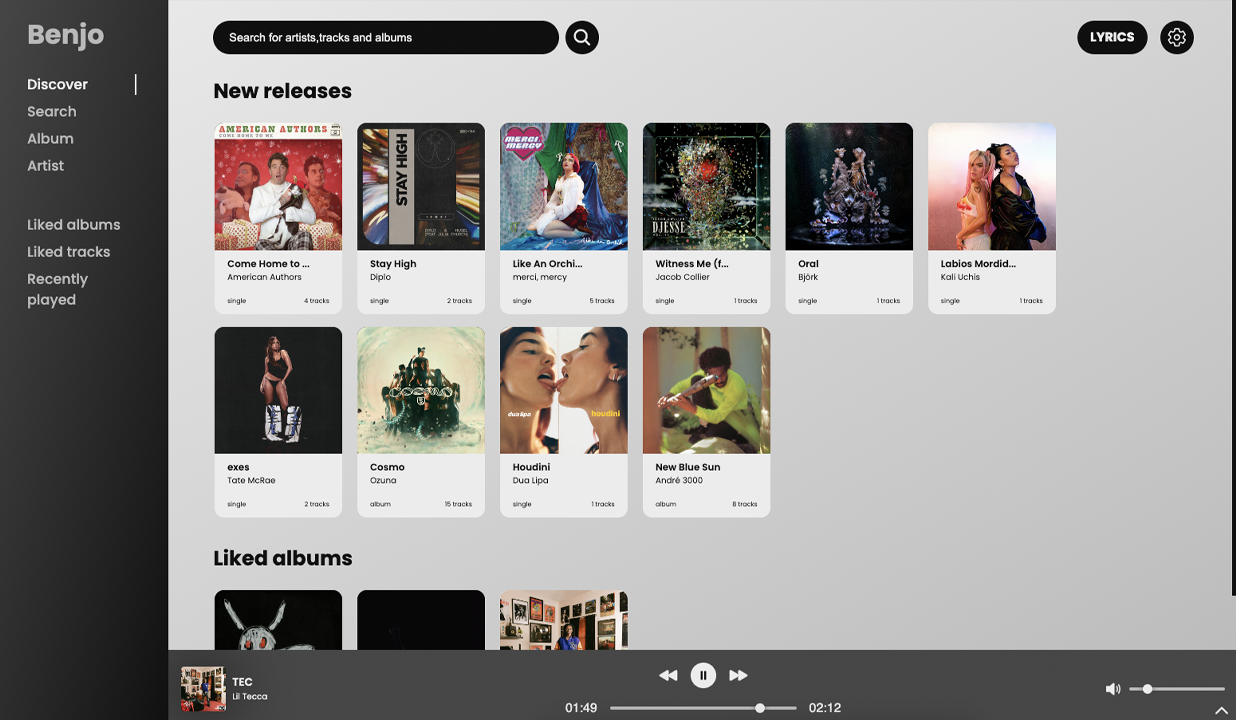 Benjo
Discover
Search
Album
Artist
Liked albums
Liked tracks
Recently
played
Search for artists,tracks and albums
LYRICS
New releases
AMERICAN AUTHORS
COME HOME TO ME
Come Home to ...
American Authors
single 4 tracks
STAY HIGH
Stay High
Diplo
single 2 tracks
MERCI
MERCY
Like An Orchi...
merci, mercy
single 5 tracks
DJESSE
Witness Me (f...
Jacob Collier
single 1 tracks
Oral
Björk
single 1 tracks
Labios Mordid...
Kali Uchis
single 1 tracks
exes
Tate McRae
single 2 tracks
COSMO
Cosmo
Ozuna
album 15 tracks
dua lipa houdini
Houdini
Dua Lipa
single 1 tracks
New Blue Sun
André 3000
album 8 tracks
Liked albums
TEC
Lil Tecca
01:49 02:12